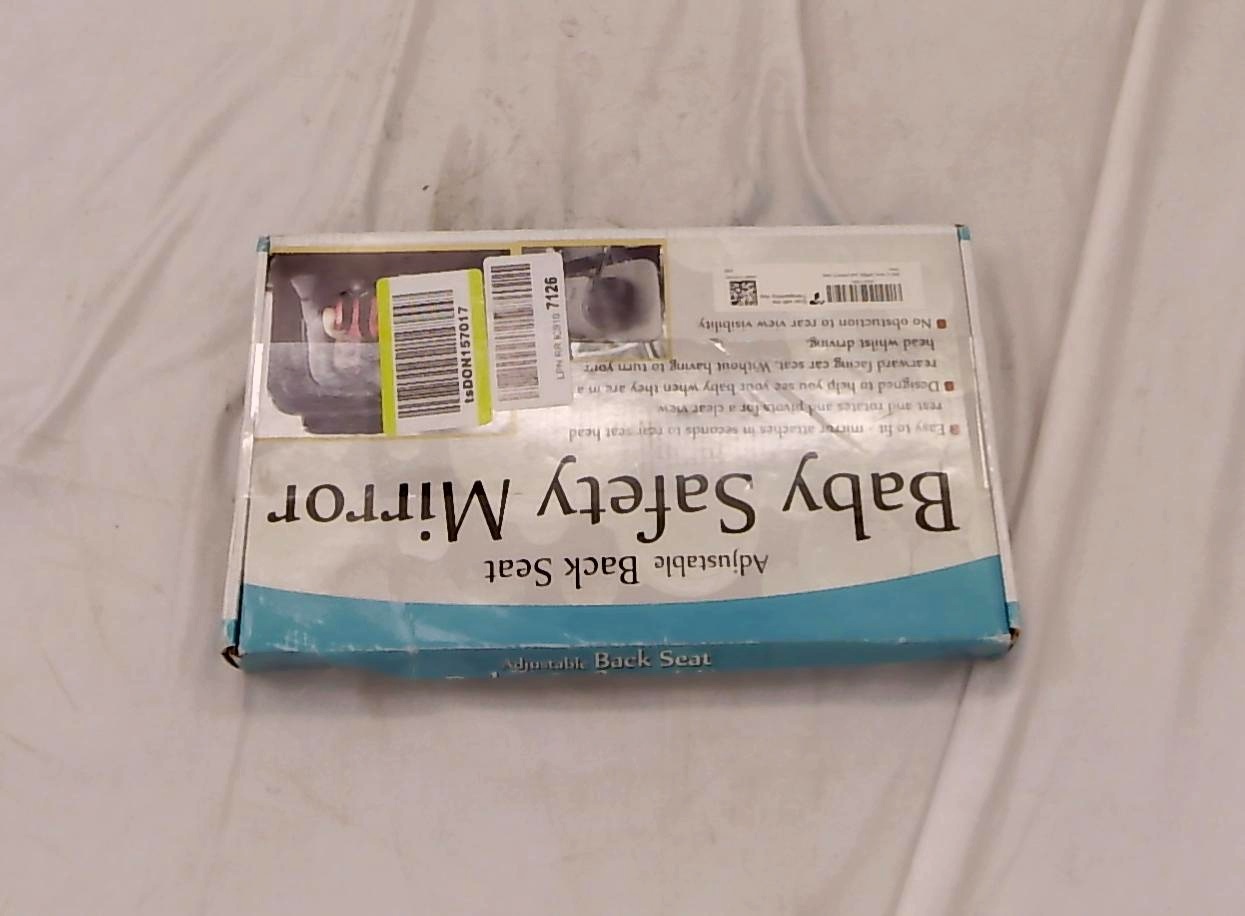 Adjustable Back Seat
Baby Safety Mirror
Easy to fit - mirror attaches in seconds to rear seat head
rest and rotates and pivots for a clear view
Designed to help you see your baby when they are in a
rearward facing car seat. Without having to turn your
head whilst driving.
No obstuction to rear view visibility
tsDON157017
7126
Adjustable Back Seat